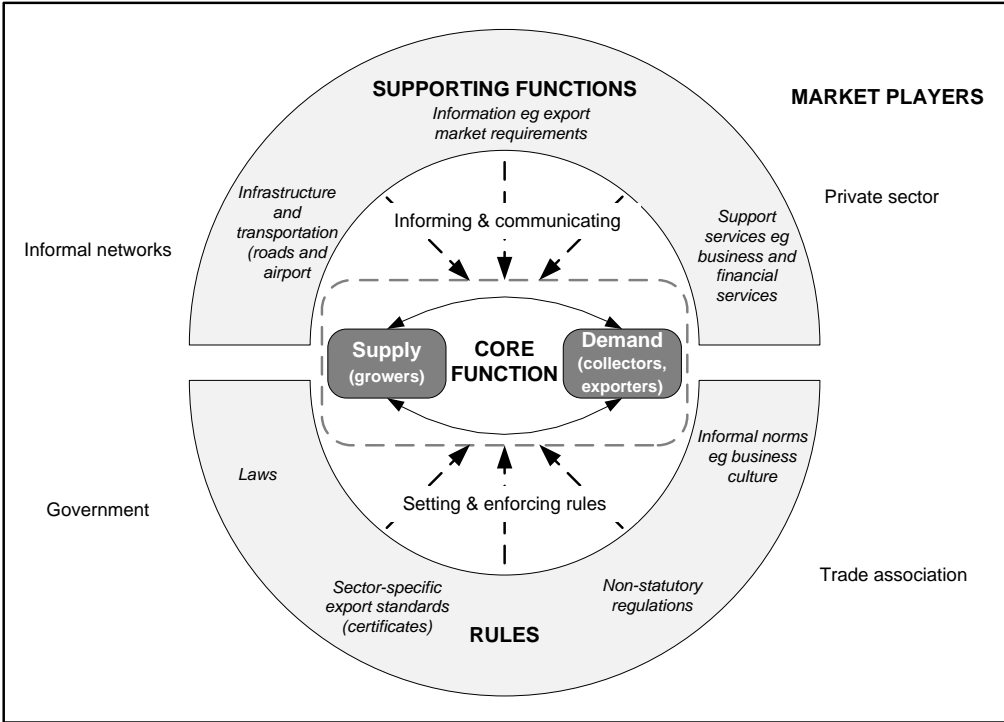 SUPPORTING FUNCTIONS
Information eg export
market requirements
MARKET PLAYERS
Infrastructure
and
transportation
(roads and
airport
Informing & communicating
Private sector
Support
services eg
business and
financial
services
Informal networks
Supply
(growers)
CORE
FUNCTION
Demand
(collectors,
exporters)
Informal norms
eg business
culture
Laws
Setting & enforcing rules
Government
Sector-specific
export standards
(certificates)
Non-statutory
regulations
Trade association
RULES